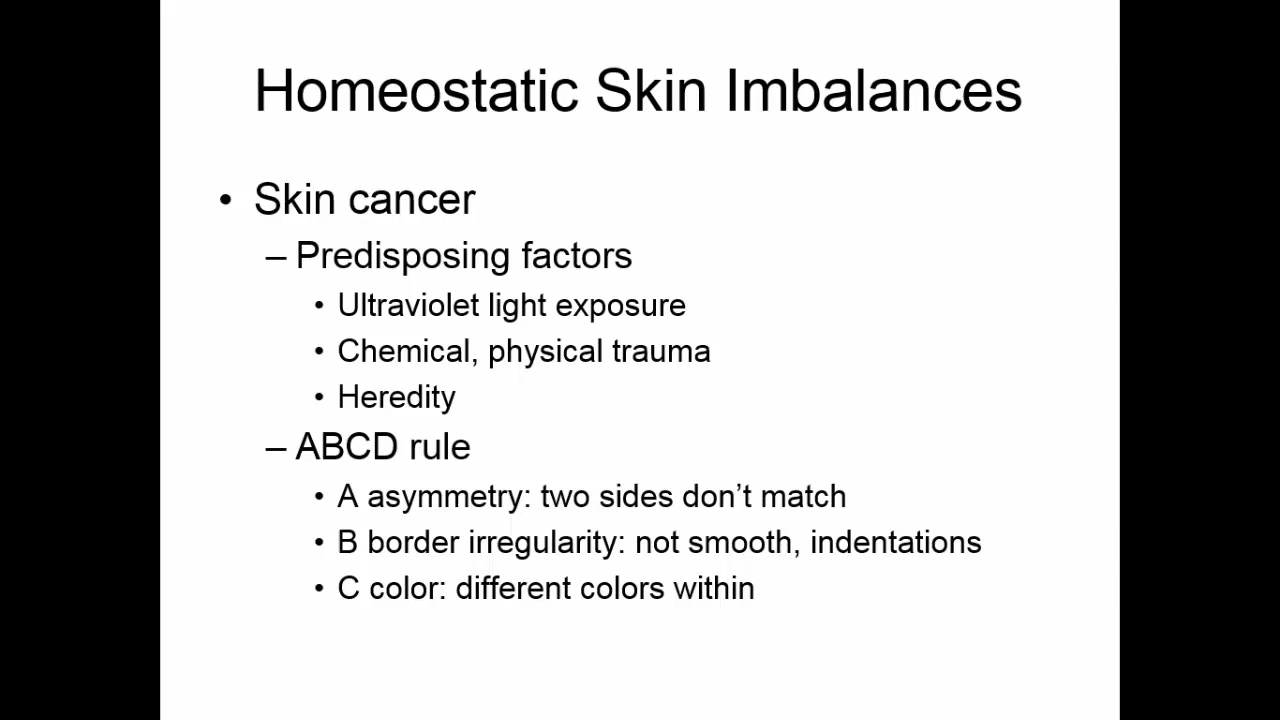 Homeostatic Skin Imbalances
• Skin cancer
– Predisposing factors
• Ultraviolet light exposure
• Chemical, physical trauma
• Heredity
– ABCD rule
• A asymmetry: two sides don’t match
• B border irregularity: not smooth, indentations
• C color: different colors within